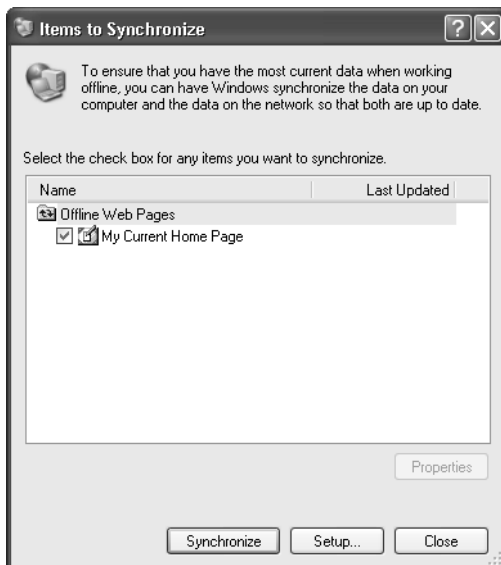 Items to Synchronize
To ensure that you have the most current data when working
offline, you can have Windows synchronize the data on your
computer and the data on the network so that both are up to date.
Select the check box for any items you want to synchronize.
Name Last Updated
Offline Web Pages
My Current Home Page
Properties
Synchronize Setup... Close